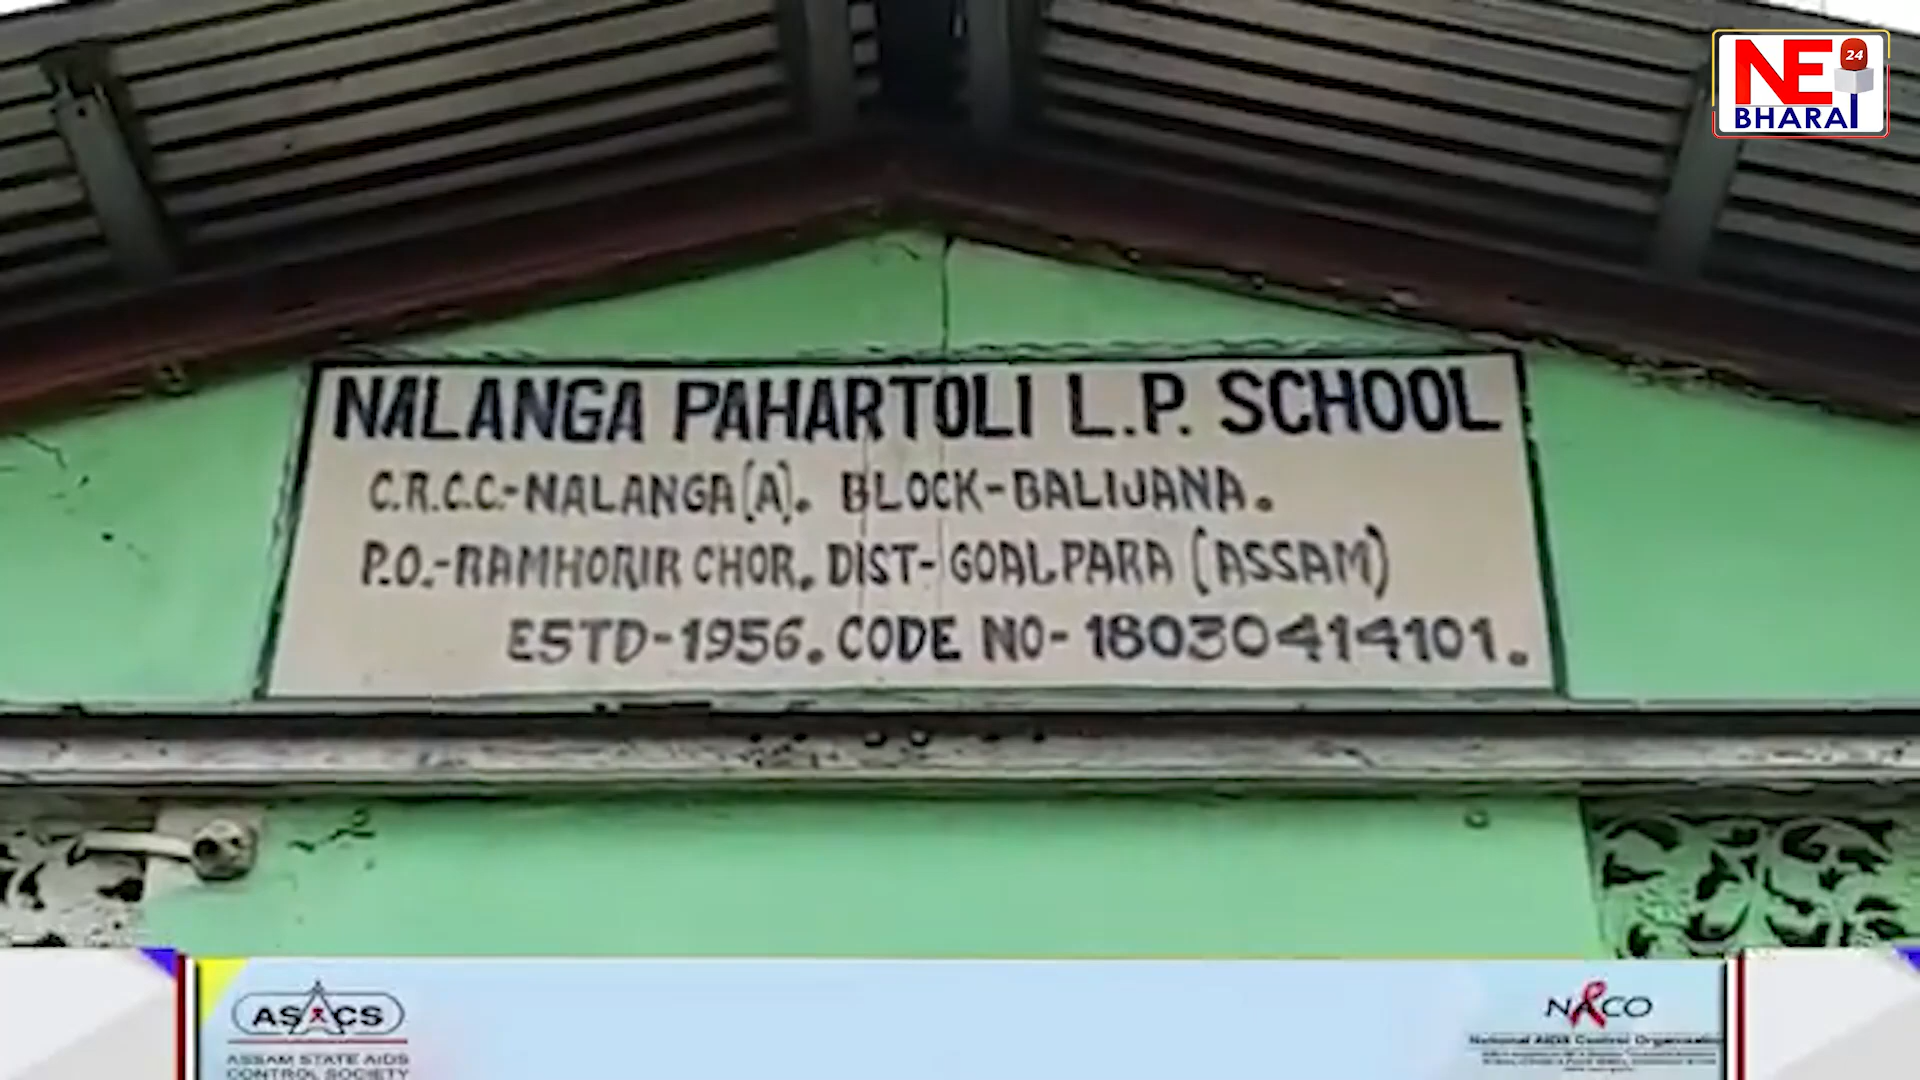 NE 24
BHARAT
NALANGA PAHARTOLI L.P. SCHOOL
C.R.C.C.-NALANGA(A). BLOCK-BALIJANA.
P.O.-RAMHORIR CHOR. DIST-GOALPARA (ASSAM)
ESTD-1956. CODE NO-18030414101.
ASACS
ASSAM STATE AIDS
CONTROL SOCIETY
NACO
National AIDS Control Organisation